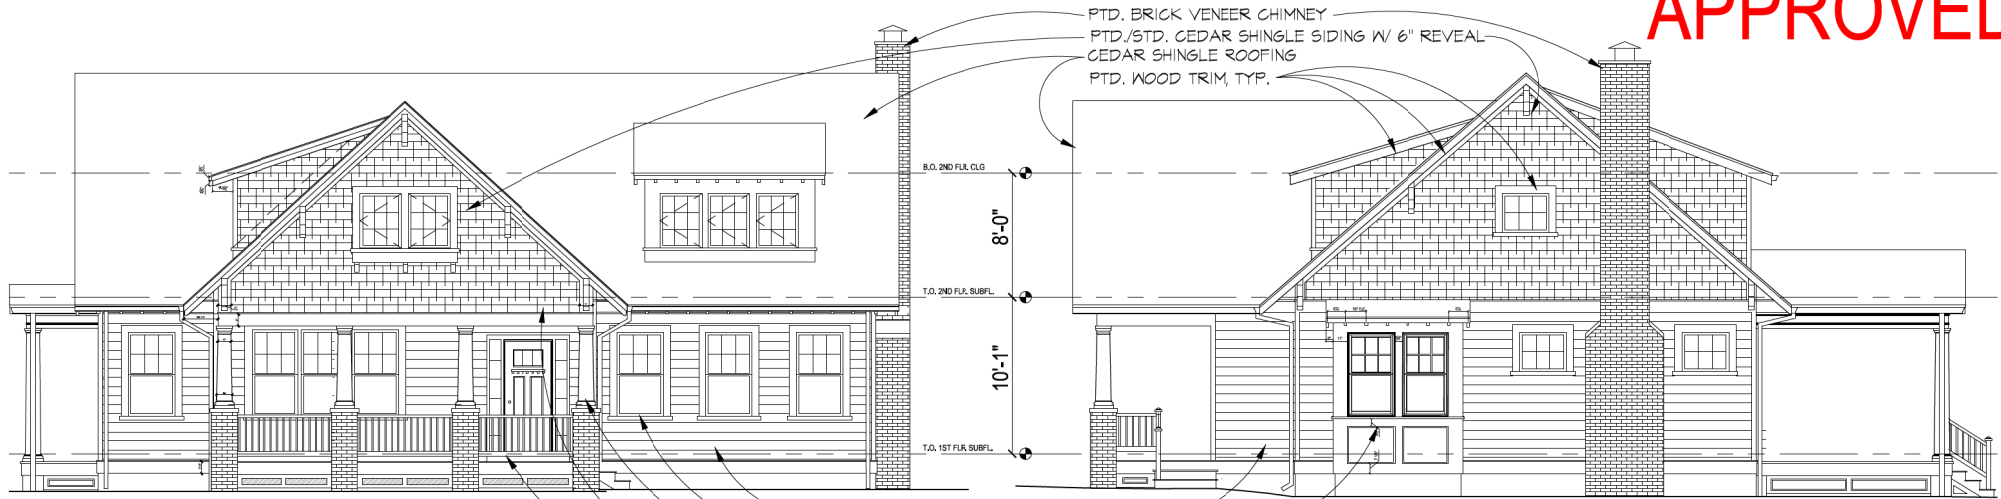 PTD. BRICK VENEER CHIMNEY
PTD./STD. CEDAR SHINGLE SIDING W/ 6" REVEAL
CEDAR SHINGLE ROOFING
PTD. WOOD TRIM, TYP.
APPROVED
B.O. 2ND FLR. CLG
8'-0"
T.O. 2ND FLR. SUBFL.
10'-1"
T.O. 1ST FLR. SUBFL.